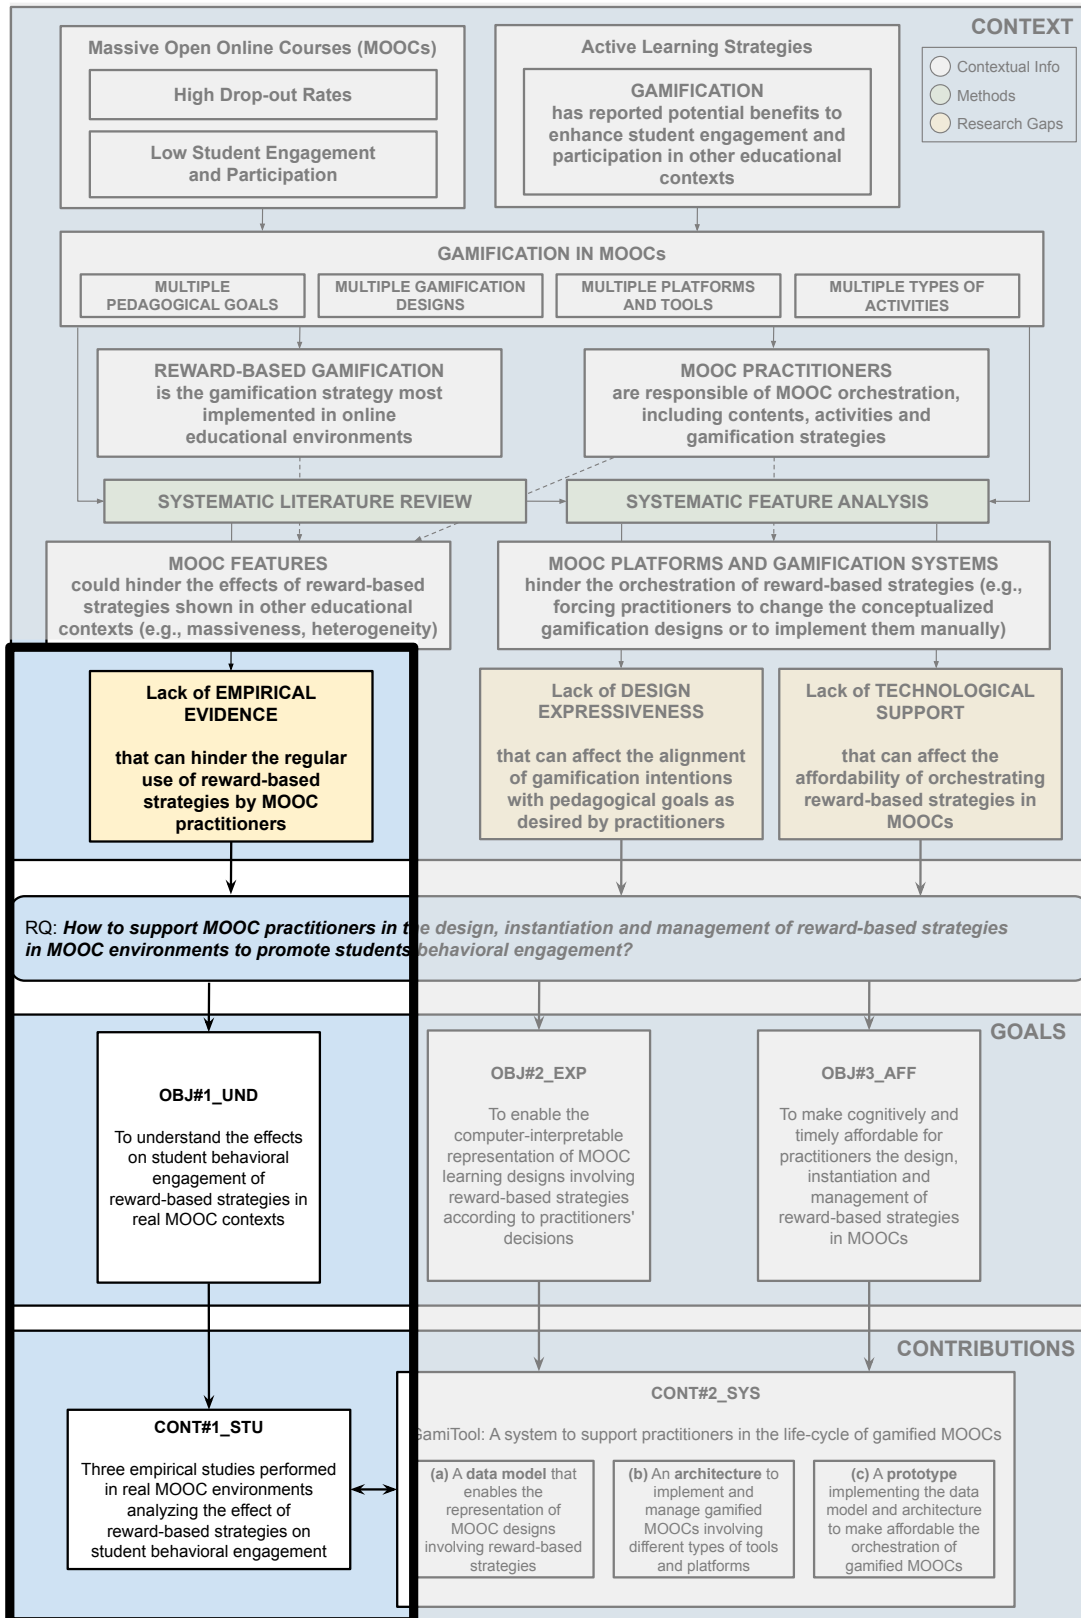 CONTEXT
Contextual Info
Methods
Research Gaps
Massive Open Online Courses (MOOCs)
High Drop-out Rates
Low Student Engagement
and Participation
Active Learning Strategies
GAMIFICATION
has reported potential benefits to
enhance student engagement and
participation in other educational
contexts
GAMIFICATION IN MOOCs
MULTIPLE
PEDAGOGICAL GOALS
MULTIPLE GAMIFICATION
DESIGNS
MULTIPLE PLATFORMS
AND TOOLS
MULTIPLE TYPES OF
ACTIVITIES
REWARD-BASED GAMIFICATION
is the gamification strategy most
implemented in online
educational environments
MOOC PRACTITIONERS
are responsible of MOOC orchestration,
including contents, activities and
gamification strategies
SYSTEMATIC LITERATURE REVIEW
SYSTEMATIC FEATURE ANALYSIS
MOOC FEATURES
could hinder the effects of reward-based
strategies shown in other educational
contexts (e.g., massiveness, heterogeneity)
MOOC PLATFORMS AND GAMIFICATION SYSTEMS
hinder the orchestration of reward-based strategies (e.g.,
forcing practitioners to change the conceptualized
gamification designs or to implement them manually)
Lack of EMPIRICAL
EVIDENCE
that can hinder the regular
use of reward-based
strategies by MOOC
practitioners
Lack of DESIGN
EXPRESSIVENESS
that can affect the alignment
of gamification intentions
with pedagogical goals as
desired by practitioners
Lack of TECHNOLOGICAL
SUPPORT
that can affect the
affordability of orchestrating
reward-based strategies in
MOOCs
RQ: How to support MOOC practitioners in the design, instantiation and management of reward-based strategies
in MOOC environments to promote students behavioral engagement?
GOALS
OBJ#1_UND
To understand the effects
on student behavioral
engagement of
reward-based strategies in
real MOOC contexts
OBJ#2_EXP
To enable the
computer-interpretable
representation of MOOC
learning designs involving
reward-based strategies
according to practitioners'
decisions
OBJ#3_AFF
To make cognitively and
timely affordable for
practitioners the design,
instantiation and
management of
reward-based strategies
in MOOCs
CONTRIBUTIONS
CONT#1_STU
Three empirical studies performed
in real MOOC environments
analyzing the effect of
reward-based strategies on
student behavioral engagement
CONT#2_SYS
GamiTool: A system to support practitioners in the life-cycle of gamified MOOCs
(a) A data model that
enables the
representation of
MOOC designs
involving reward-based
strategies
(b) An architecture to
implement and
manage gamified
MOOCs involving
different types of tools
and platforms
(c) A prototype
implementing the data
model and architecture
to make affordable the
orchestration of
gamified MOOCs